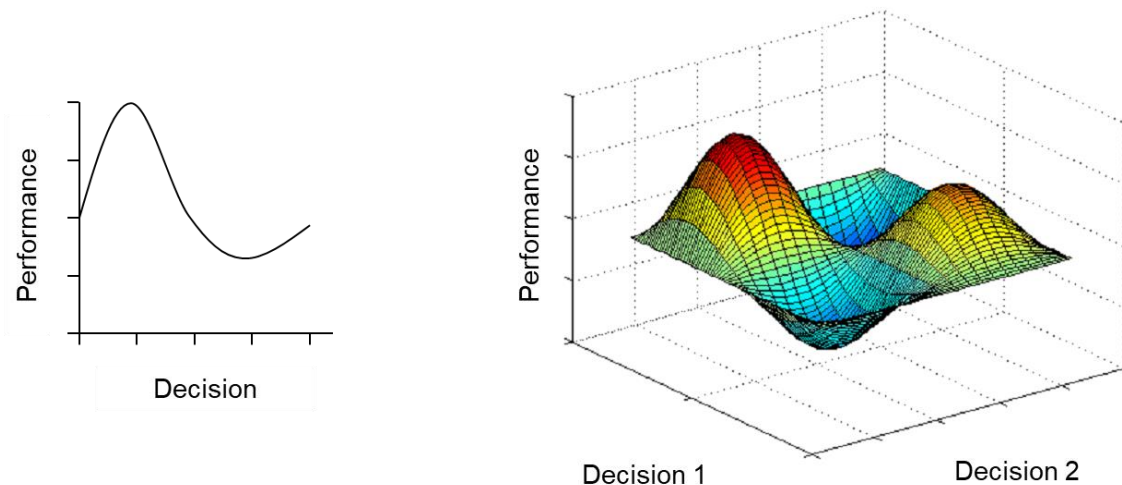 Performance
Decision
Performance
Decision 1
Decision 2